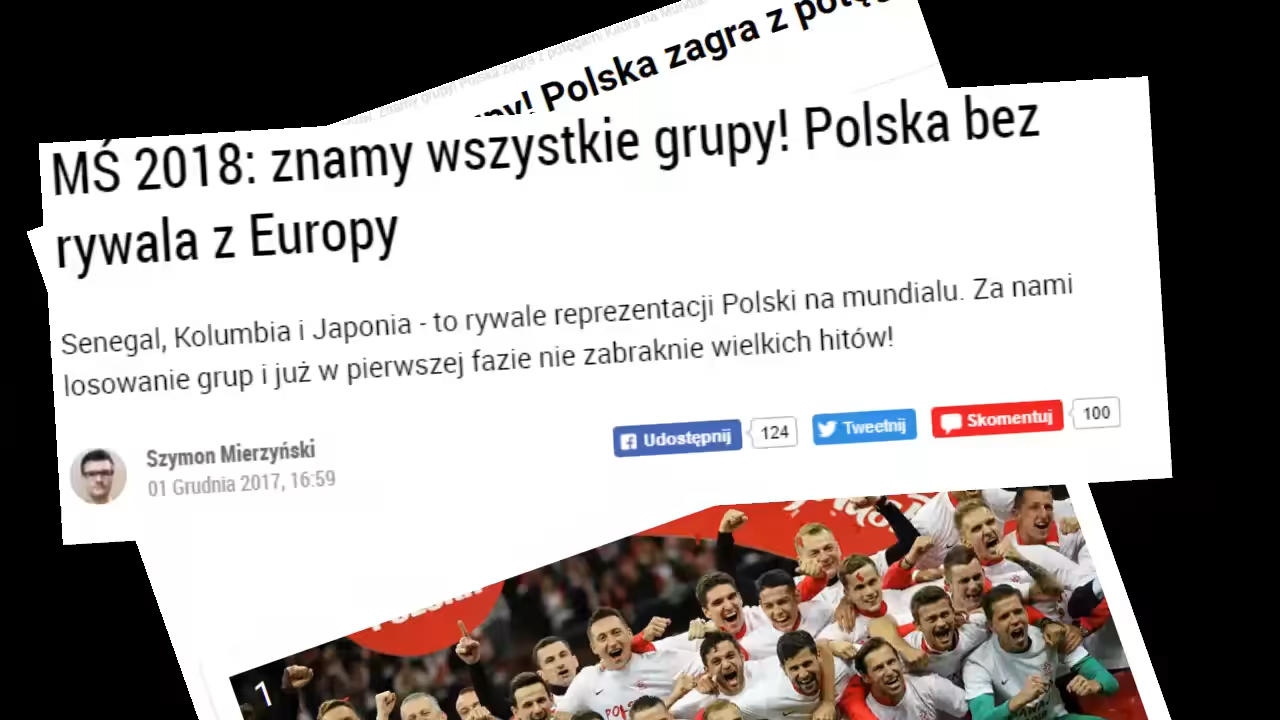 Polska zagra z
MŚ 2018: znamy wszystkie grupy! Polska bez
rywala z Europy
Senegal, Kolumbia i Japonia - to rywale reprezentacji Polski na mundialu. Za nami
losowanie grup i już w pierwszej fazie nie zabraknie wielkich hitów!
Szymon Mierzyński
01 Grudnia 2017, 16:59
Udostępnij 124 Tweetnij Skomentuj 100
1